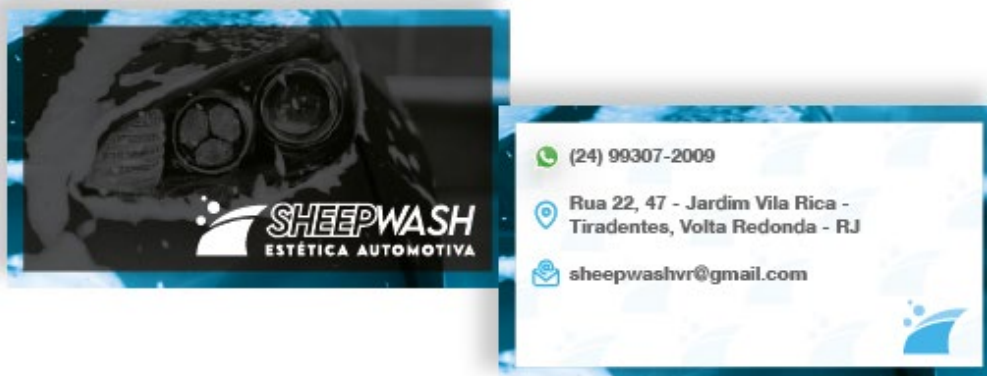 SHEEPWASH
ESTÉTICA AUTOMOTIVA
(24) 99307-2009
Rua 22, 47 - Jardim Vila Rica -
Tiradentes, Volta Redonda - RJ
sheepwashvr@gmail.com